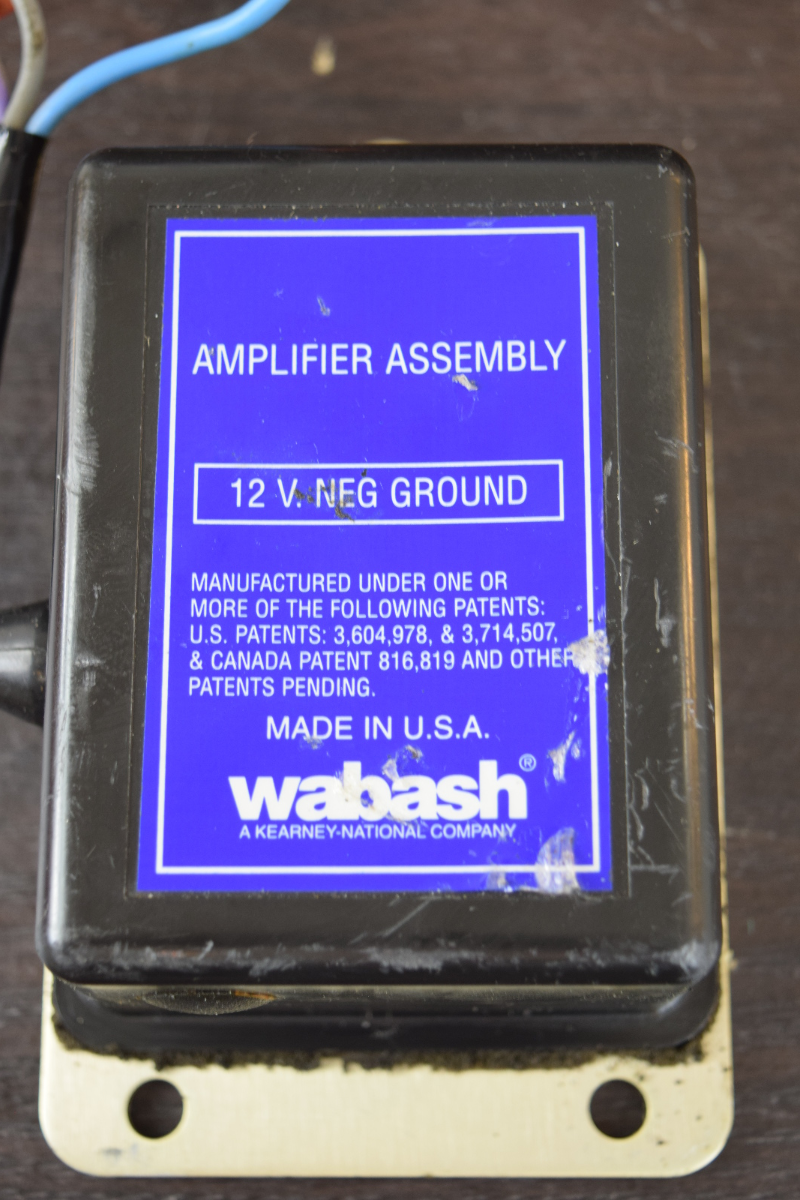 AMPLIFIER ASSEMBLY
12 V. NEG GROUND
MANUFACTURED UNDER ONE OR
MORE OF THE FOLLOWING PATENTS:
U.S. PATENTS: 3,604,978, & 3,714,507,
& CANADA PATENT 816,819 AND OTHER
PATENTS PENDING.
MADE IN U.S.A.
wabash®
A KEARNEY-NATIONAL COMPANY